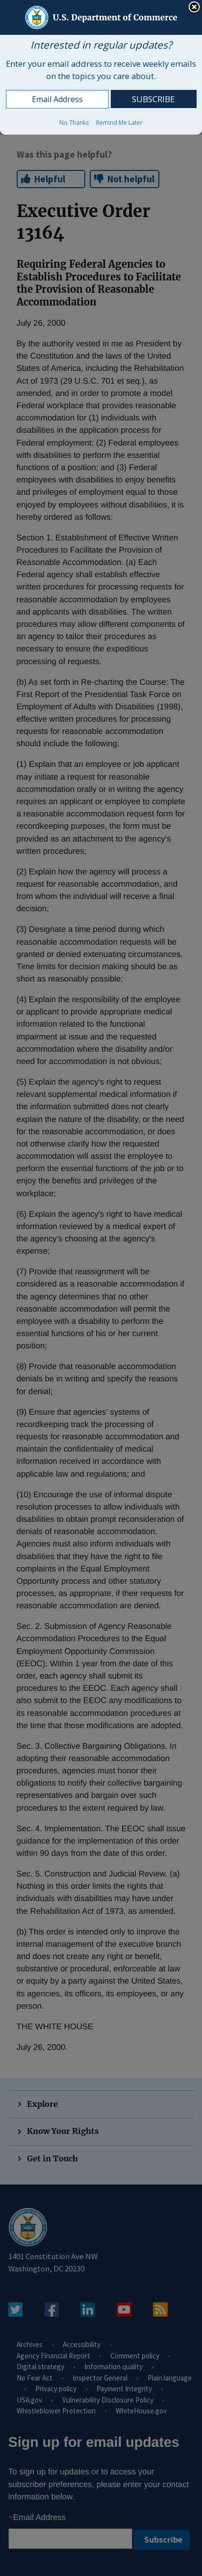 U.S. Department of Commerce
Interested in regular updates?
Enter your email address to receive weekly emails
on the topics you care about.
Email Address
SUBSCRIBE
No Thanks
Remind Me Later
Was this page helpful?
Helpful
Not helpful
Executive Order
13164
Requiring Federal Agencies to
Establish Procedures to Facilitate
the Provision of Reasonable
Accommodation
July 26, 2000
By the authority vested in me as President by
the Constitution and the laws of the United
States of America, including the Rehabilitation
Act of 1973 (29 U.S.C. 701 et seq.), as
amended, and in order to promote a model
Federal workplace that provides reasonable
accommodation for (1) individuals with
disabilities in the application process for
Federal employment; (2) Federal employees
with disabilities to perform the essential
functions of a position; and (3) Federal
employees with disabilities to enjoy benefits
and privileges of employment equal to those
enjoyed by employees without disabilities, it is
hereby ordered as follows:
Section 1. Establishment of Effective Written
Procedures to Facilitate the Provision of
Reasonable Accommodation. (a) Each
Federal agency shall establish effective
written procedures for processing requests for
reasonable accommodation by employees
and applicants with disabilities. The written
procedures may allow different components of
an agency to tailor their procedures as
necessary to ensure the expeditious
processing of requests.
(b) As set forth in Re-charting the Course: The
First Report of the Presidential Task Force on
Employment of Adults with Disabilities (1998),
effective written procedures for processing
requests for reasonable accommodation
should include the following:
(1) Explain that an employee or job applicant
may initiate a request for reasonable
accommodation orally or in writing the agency
requires an applicant or employee to complete
a reasonable accommodation request form for
recordkeeping purposes, the form must be
provided as an attachment to the agency's
written procedures;
(2) Explain how the agency will process a
request for reasonable accommodation, and
from whom the individual will receive a final
decision;
(3) Designate a time period during which
reasonable accommodation requests will be
granted or denied absent extenuating circumstances.
Time limits for decision making should be as
short as reasonably possible;
(4) Explain the responsibility of the employee
or applicant to provide appropriate medical
information related to the functional
impairment at issue and the requested
accommodation where the disability and/or
need for accommodation is not obvious;
(5) Explain the agency's right to request
relevant supplemental medical information if
the information submitted does not clearly
explain the nature of the disability, or the need
for the reasonable accommodation, or does
not otherwise clarify how the requested
accommodation will assist the employee to
perform the essential functions of the job or to
enjoy the benefits and privileges of the
workplace;
(6) Explain the agency's right to have medical
information reviewed by a medical expert of
the agency's choosing at the agency's
expense;
(7) Provide that reassignment will be
considered as a reasonable accommodation if
the agency determines that no other
reasonable accommodation will permit the
employee with a disability to perform the
essential functions of his or her current
position;
(8) Provide that reasonable accommodation
denials be in writing and specify the reasons
for denial;
(9) Ensure that agencies' systems of
recordkeeping track the processing of
requests for reasonable accommodation and
maintain the confidentiality of medical
information received in accordance with
applicable law and regulations; and
(10) Encourage the use of informal dispute
resolution processes to allow individuals with
disabilities to obtain prompt reconsideration of
denials of reasonable accommodation.
Agencies must also inform individuals with
disabilities that they have the right to file
complaints in the Equal Employment
Opportunity process and other statutory
processes, as appropriate, if their requests for
reasonable accommodation are denied.
Sec. 2. Submission of Agency Reasonable
Accommodation Procedures to the Equal
Employment Opportunity Commission
(EEOC). Within 1 year from the date of this
order, each agency shall submit its
procedures to the EEOC. Each agency shall
also submit to the EEOC any modifications to
its reasonable accommodation procedures at
the time that those modifications are adopted.
Sec. 3. Collective Bargaining Obligations. In
adopting their reasonable accommodation
procedures, agencies must honor their
obligations to notify their collective bargaining
representatives and bargain over such
procedures to the extent required by law.
Sec. 4. Implementation. The EEOC shall issue
guidance for the implementation of this order
within 90 days from the date of this order.
Sec. 5. Construction and Judicial Review. (a)
Nothing in this order limits the rights that
individuals with disabilities may have under
the Rehabilitation Act of 1973, as amended.
(b) This order is intended only to improve the
internal management of the executive branch
and does not create any right or benefit,
substantive or procedural, enforceable at law
or equity by a party against the United States,
its agencies, its officers, its employees, or any
person.
THE WHITE HOUSE
July 26, 2000.
Explore
Know Your Rights
Get in Touch
1401 Constitution Ave NW
Washington, DC 20230
Archives
Accessibility
Agency Financial Report
Comment policy
Digital strategy
Information quality
No Fear Act
Inspector General
Plain language
Privacy policy
Payment Integrity
USA.gov
Vulnerability Disclosure Policy
Whistleblower Protection
WhiteHouse.gov
Sign up for email updates
To sign up for updates or to access your
subscriber preferences, please enter your contact
information below.
*Email Address
Subscribe